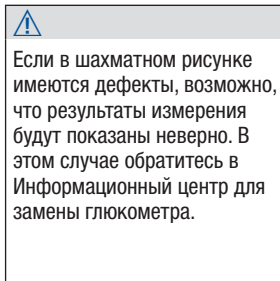 Если в шахматном рисунке
имеются дефекты, возможно,
что результаты измерения
будут показаны неверно. В
этом случае обратитесь в
Информационный центр для
замены глюкометра.